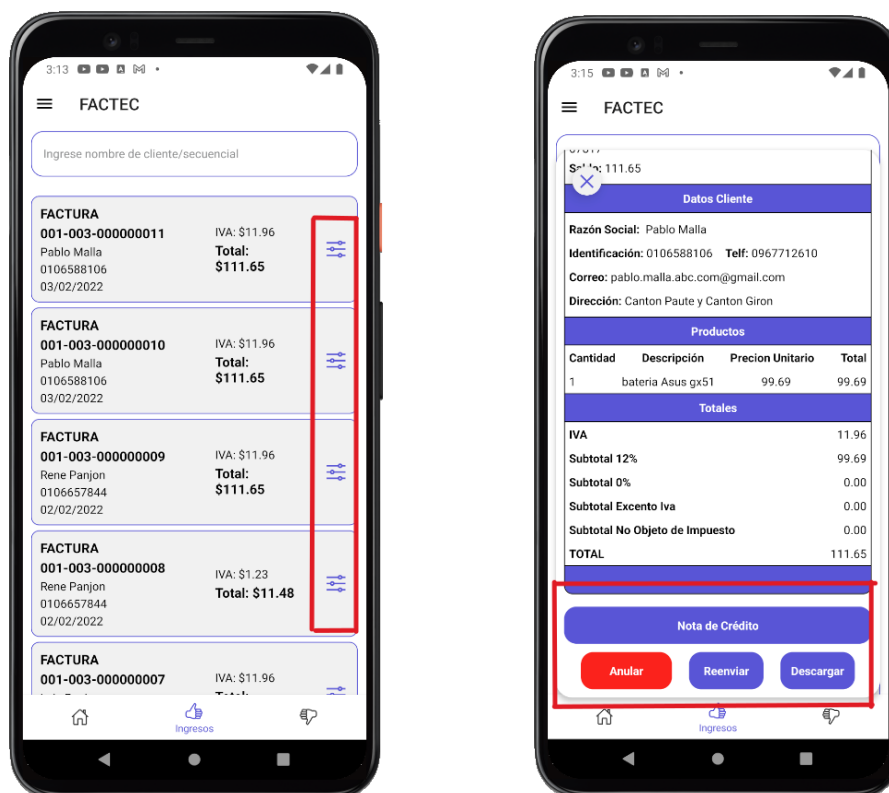 3:13
FACTEC
Ingrese nombre de cliente/secuencial
FACTURA
001-003-000000011
Pablo Malla
0106588106
03/02/2022
IVA: $11.96
Total:
$111.65
FACTURA
001-003-000000010
Pablo Malla
0106588106
03/02/2022
IVA: $11.96
Total:
$111.65
FACTURA
001-003-000000009
Rene Panjon
0106657844
02/02/2022
IVA: $11.96
Total:
$111.65
FACTURA
001-003-000000008
Rene Panjon
0106657844
02/02/2022
IVA: $1.23
Total: $11.48
FACTURA
001-003-000000007
IVA: $11.96
Ingresos
3:15
FACTEC
111.65
Datos Cliente
Razón Social: Pablo Malla
Identificación: 0106588106 Telf: 0967712610
Correo: pablo.malla.abc.com@gmail.com
Dirección: Canton Paute y Canton Giron
Productos
Cantidad Descripción Precion Unitario Total
1 bateria Asus gx51 99.69 99.69
Totales
IVA 11.96
Subtotal 12% 99.69
Subtotal 0% 0.00
Subtotal Excento Iva 0.00
Subtotal No Objeto de Impuesto 0.00
TOTAL 111.65
Nota de Crédito
Anular Reenviar Descargar
Ingresos